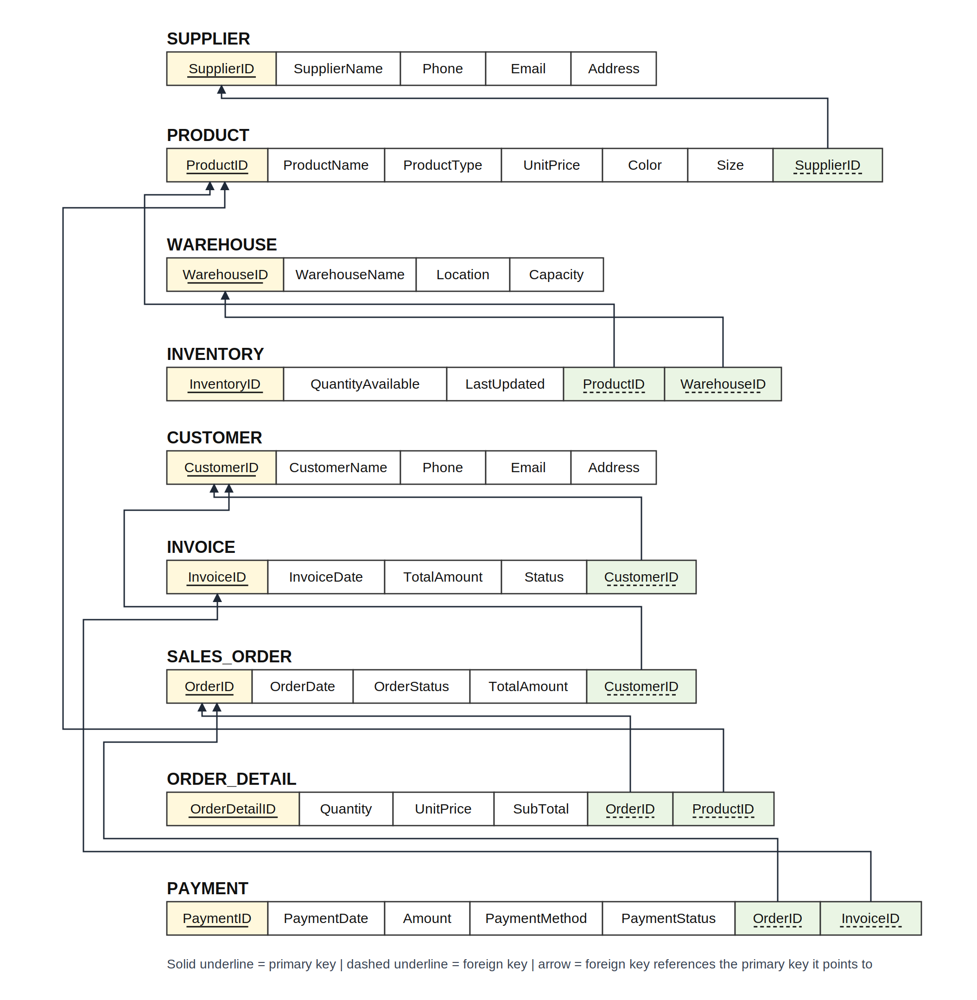 SUPPLIER
SupplierID SupplierName Phone Email Address
PRODUCT
ProductID ProductName ProductType UnitPrice Color Size SupplierID
WAREHOUSE
WarehouseID WarehouseName Location Capacity
INVENTORY
InventoryID QuantityAvailable LastUpdated ProductID WarehouseID
CUSTOMER
CustomerID CustomerName Phone Email Address
INVOICE
InvoiceID InvoiceDate TotalAmount Status CustomerID
SALES_ORDER
OrderID OrderDate OrderStatus TotalAmount CustomerID
ORDER_DETAIL
OrderDetailID Quantity UnitPrice SubTotal OrderID ProductID
PAYMENT
PaymentID PaymentDate Amount PaymentMethod PaymentStatus OrderID InvoiceID
Solid underline = primary key | dashed underline = foreign key | arrow = foreign key references the primary key it points to